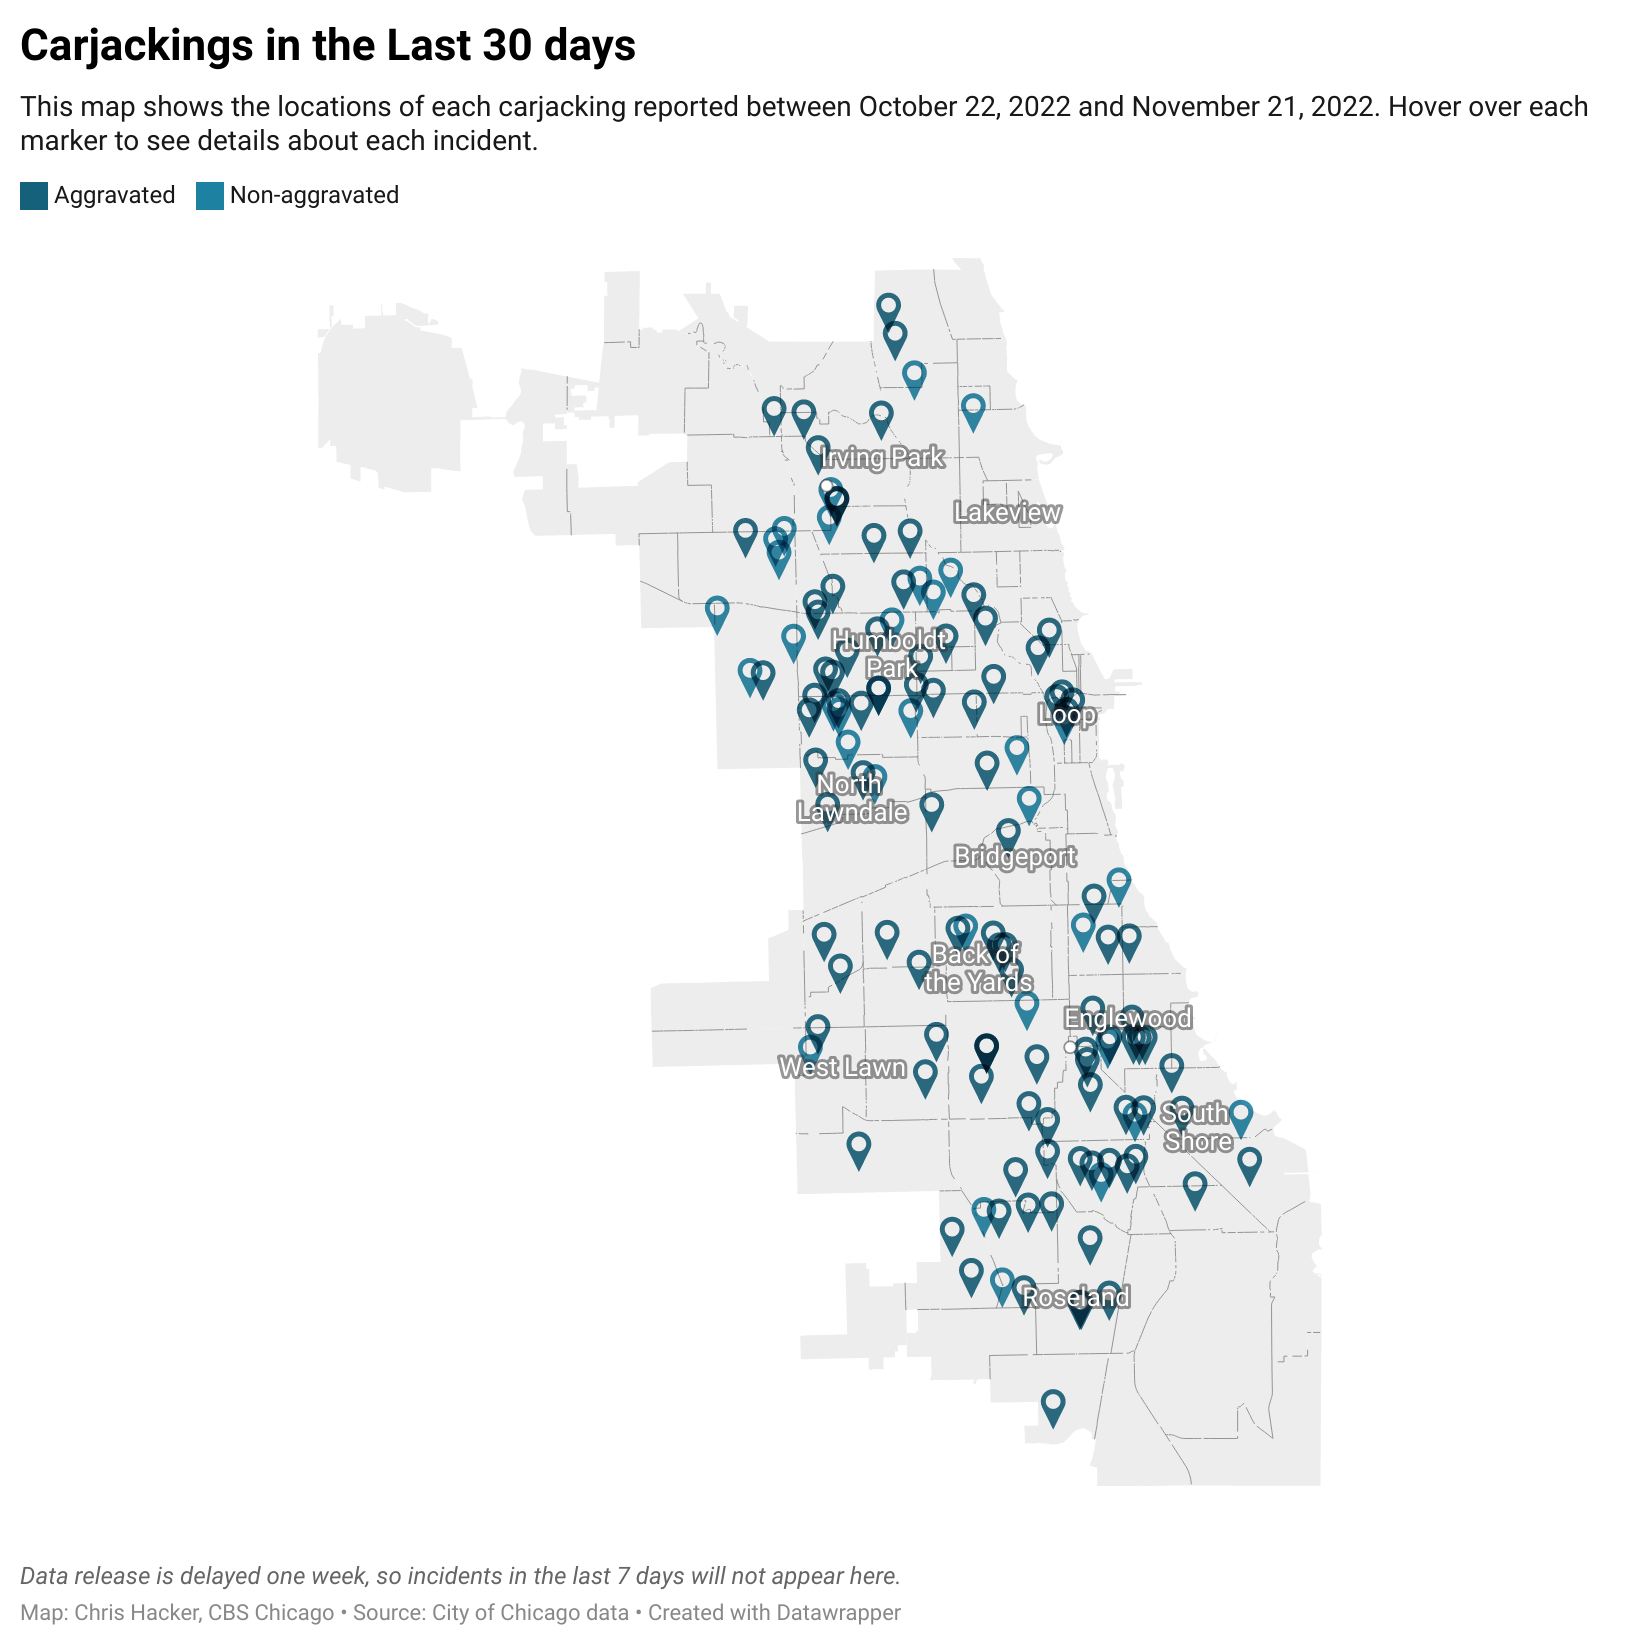 Carjackings in the Last 30 days
This map shows the locations of each carjacking reported between October 22, 2022 and November 21, 2022. Hover over each
marker to see details about each incident.
Aggravated Non-aggravated
Irving Park
Lakeview
Humboldt
Park
Loop
North
Lawndale
Bridgeport
Back of
the Yards
Englewood
West Lawn
South
Shore
Roseland
Data release is delayed one week, so incidents in the last 7 days will not appear here.
Map: Chris Hacker, CBS Chicago • Source: City of Chicago data • Created with Datawrapper